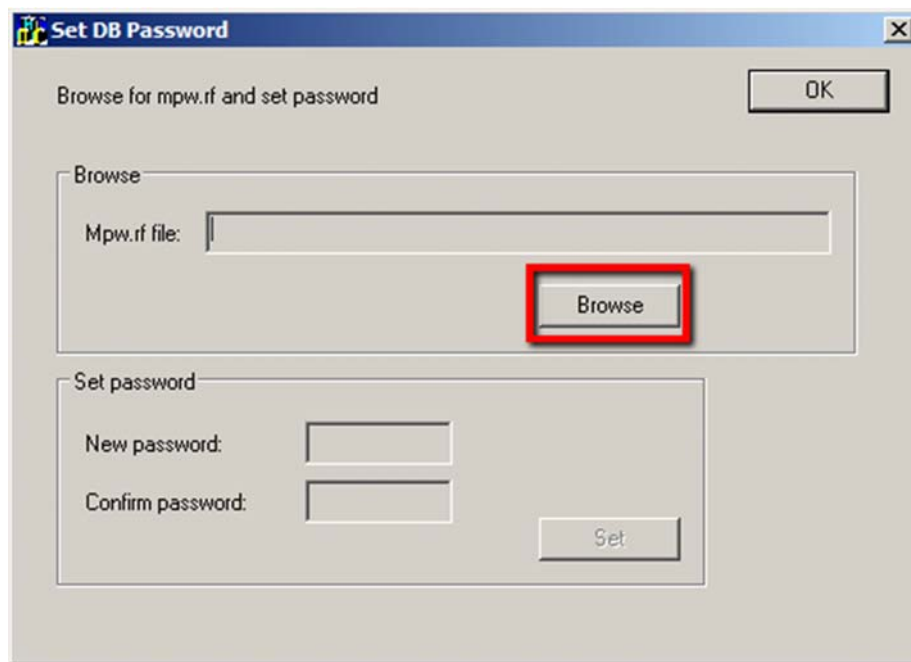 Set DB Password
Browse for mpw.rf and set password
OK
Browse
Mpw.rf file:
Browse
Set password
New password:
Confirm password:
Set